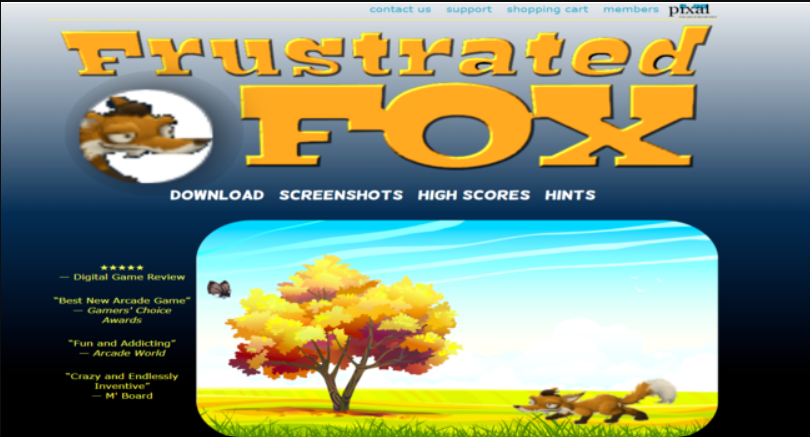 contact us support shopping cart members pixal
Frustrated
FOX
DOWNLOAD SCREENSHOTS HIGH SCORES HINTS
★★★★★
— Digital Game Review
“Best New Arcade Game”
— Gamers' Choice
Awards
“Fun and Addicting”
— Arcade World
“Crazy and Endlessly
Inventive”
— M' Board